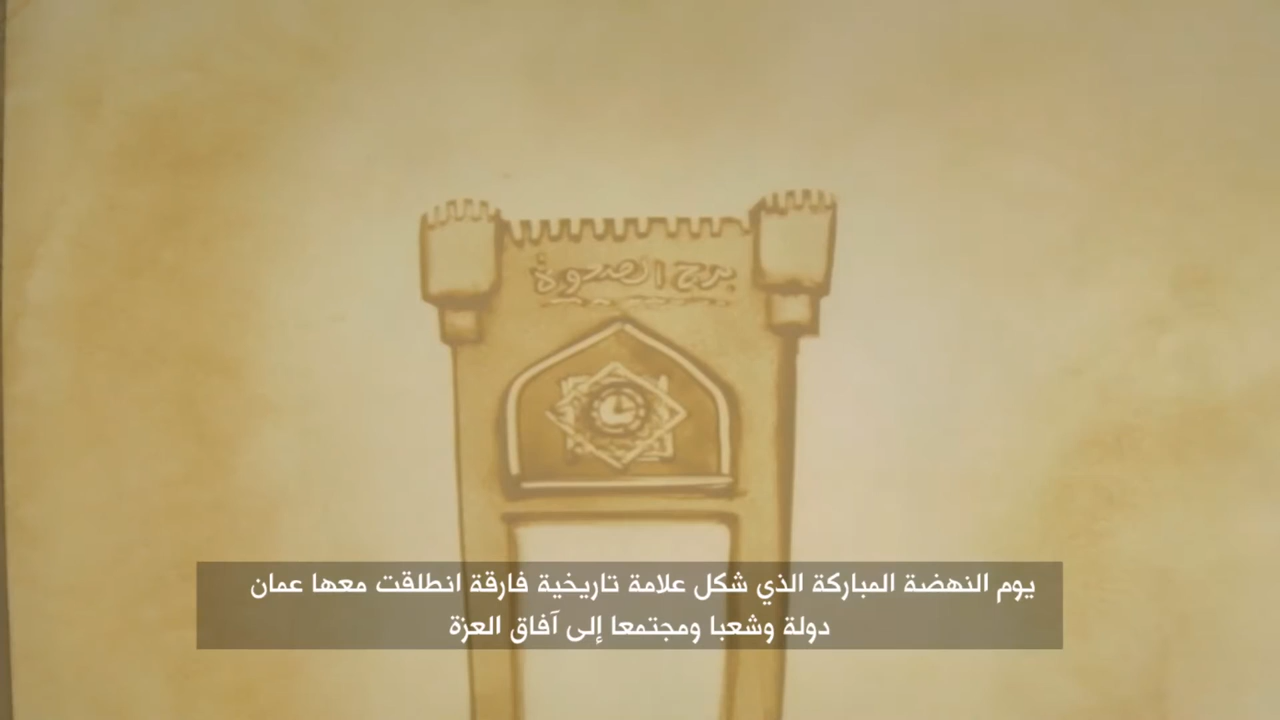 برج الصحوة
يوم النهضة المباركة الذي شكل علامة تاريخية فارقة انطلقت معها عمان
دولة وشعبا ومجتمعا إلى آفاق العزة